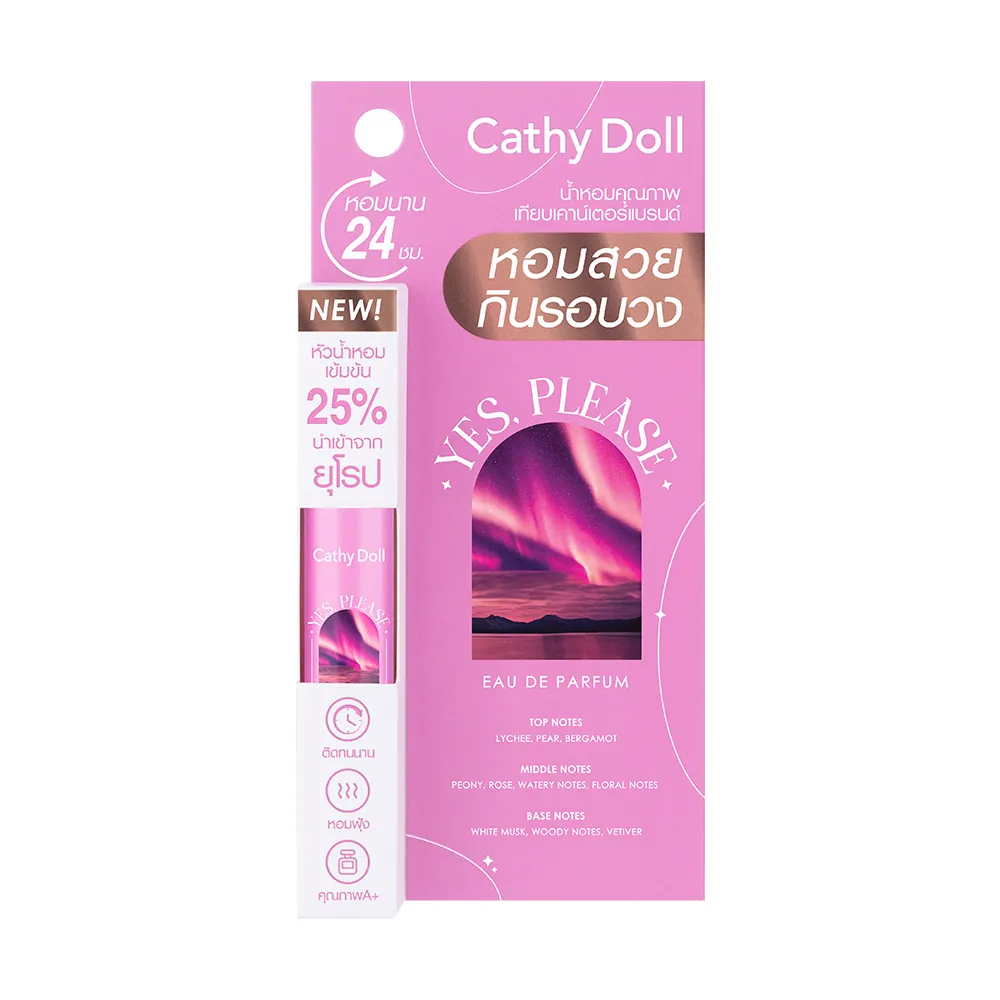 Cathy Doll
น้ำหอมคุณภาพ
เทียบเคาน์เตอร์แบรนด์
หอมสวย
กินรอบวง
หอมนาน
24 ชม.
NEW!
หัวน้ำหอม
เข้มข้น
25%
นำเข้าจาก
ยุโรป
Cathy Doll
YES, PLEASE
ติดทนนาน
หอมฟุ้ง
คุณภาพA+
YES, PLEASE
EAU DE PARFUM
TOP NOTES
LYCHEE, PEAR, BERGAMOT
MIDDLE NOTES
PEONY, ROSE, WATERY NOTES, FLORAL NOTES
BASE NOTES
WHITE MUSK, WOODY NOTES, VETIVER